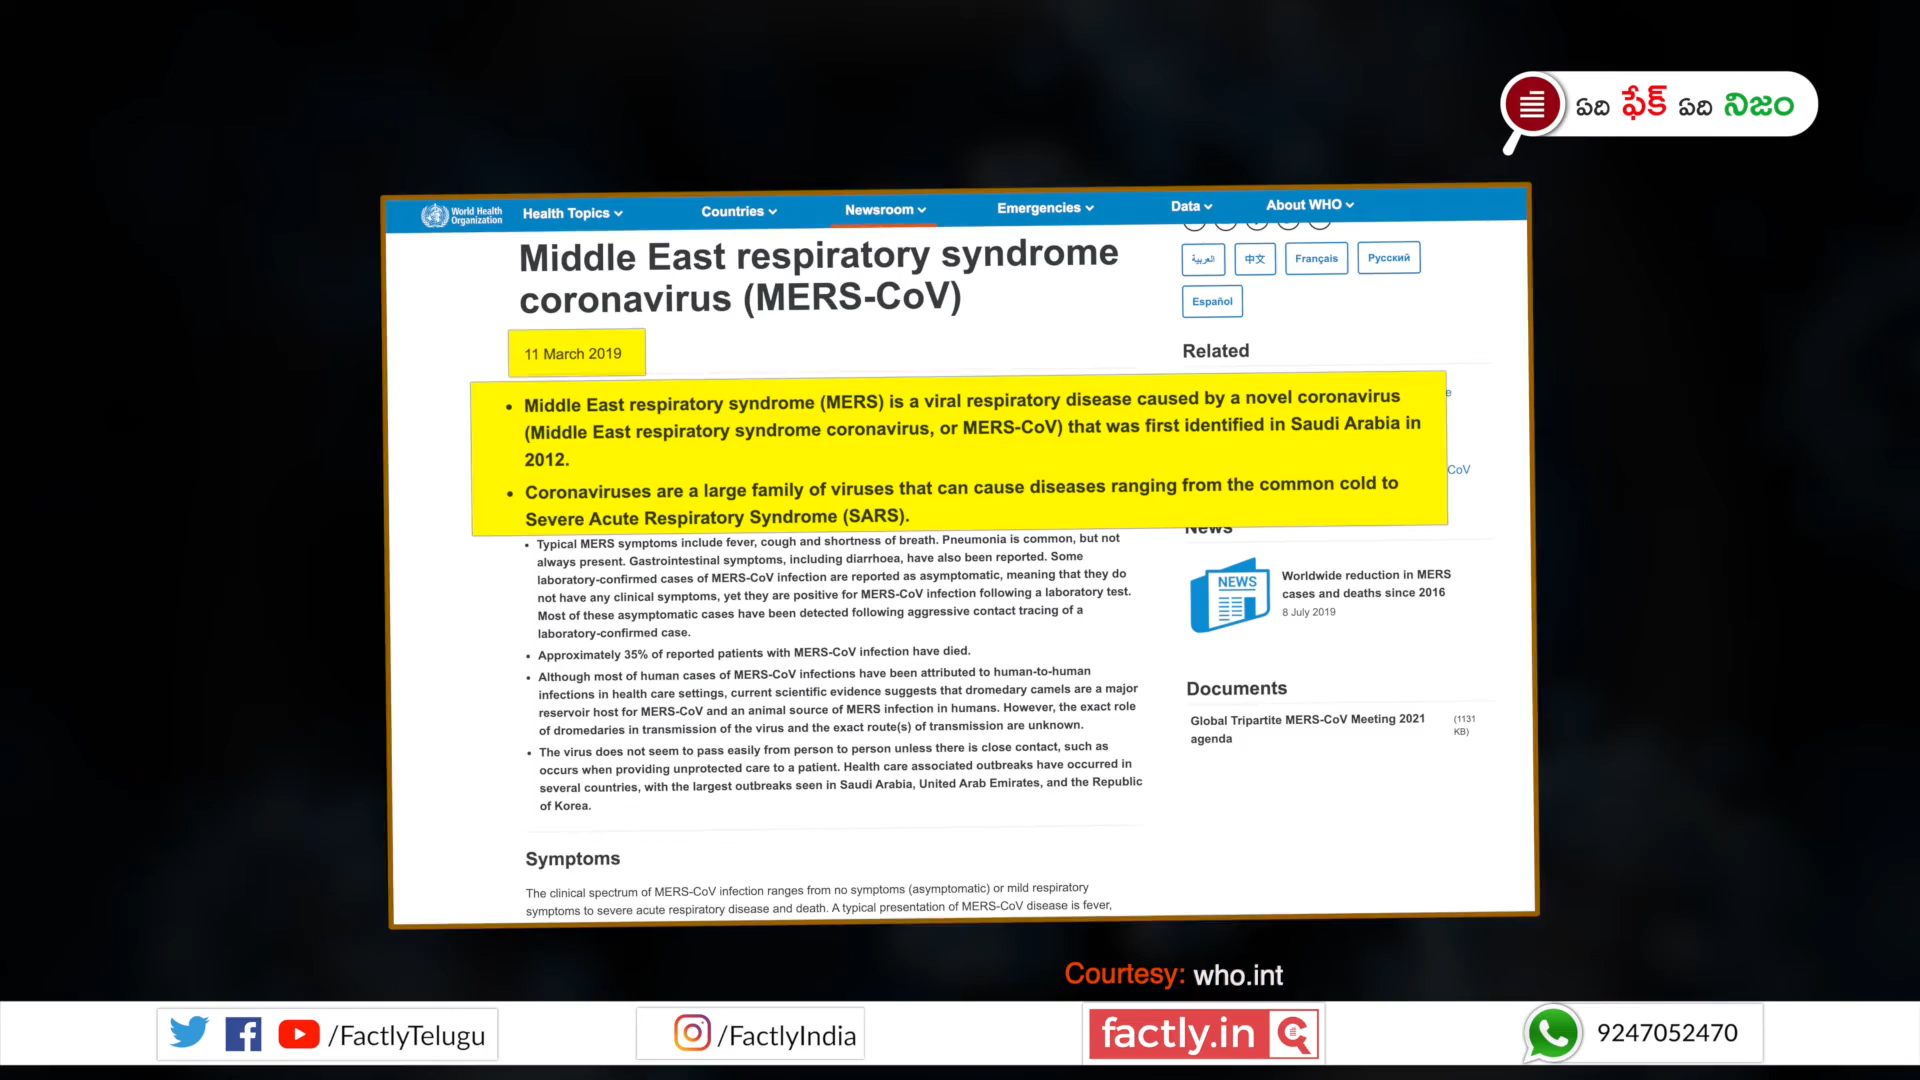 ఏది ఫేక్ ఏది నిజం
World Health
Organization
Health Topics
Countries
Newsroom
Emergencies
Data
About WHO
Middle East respiratory syndrome
coronavirus (MERS-CoV)
العربية
中文
Français
Русский
Español
11 March 2019
Related
• Middle East respiratory syndrome (MERS) is a viral respiratory disease caused by a novel coronavirus
(Middle East respiratory syndrome coronavirus, or MERS-CoV) that was first identified in Saudi Arabia in
2012.
• Coronaviruses are a large family of viruses that can cause diseases ranging from the common cold to
Severe Acute Respiratory Syndrome (SARS).
CoV
• Typical MERS symptoms include fever, cough and shortness of breath. Pneumonia is common, but not
always present. Gastrointestinal symptoms, including diarrhoea, have also been reported. Some
laboratory-confirmed cases of MERS-CoV infection are reported as asymptomatic, meaning that they do
not have any clinical symptoms, yet they are positive for MERS-CoV infection following a laboratory test.
Most of these asymptomatic cases have been detected following aggressive contact tracing of a
laboratory-confirmed case.
• Approximately 35% of reported patients with MERS-CoV infection have died.
• Although most of human cases of MERS-CoV infections have been attributed to human-to-human
infections in health care settings, current scientific evidence suggests that dromedary camels are a major
reservoir host for MERS-CoV and an animal source of MERS infection in humans. However, the exact role
of dromedaries in transmission of the virus and the exact route(s) of transmission are unknown.
• The virus does not seem to pass easily from person to person unless there is close contact, such as
occurs when providing unprotected care to a patient. Health care associated outbreaks have occurred in
several countries, with the largest outbreaks seen in Saudi Arabia, United Arab Emirates, and the Republic
of Korea.
Symptoms
The clinical spectrum of MERS-CoV infection ranges from no symptoms (asymptomatic) or mild respiratory
symptoms to severe acute respiratory disease and death. A typical presentation of MERS-CoV disease is fever,
News
NEWS
Worldwide reduction in MERS
cases and deaths since 2016
8 July 2019
Documents
Global Tripartite MERS-CoV Meeting 2021
agenda
(1131
KB)
Courtesy: who.int
/FactlyTelugu
/FactlyIndia
factly.in
9247052470